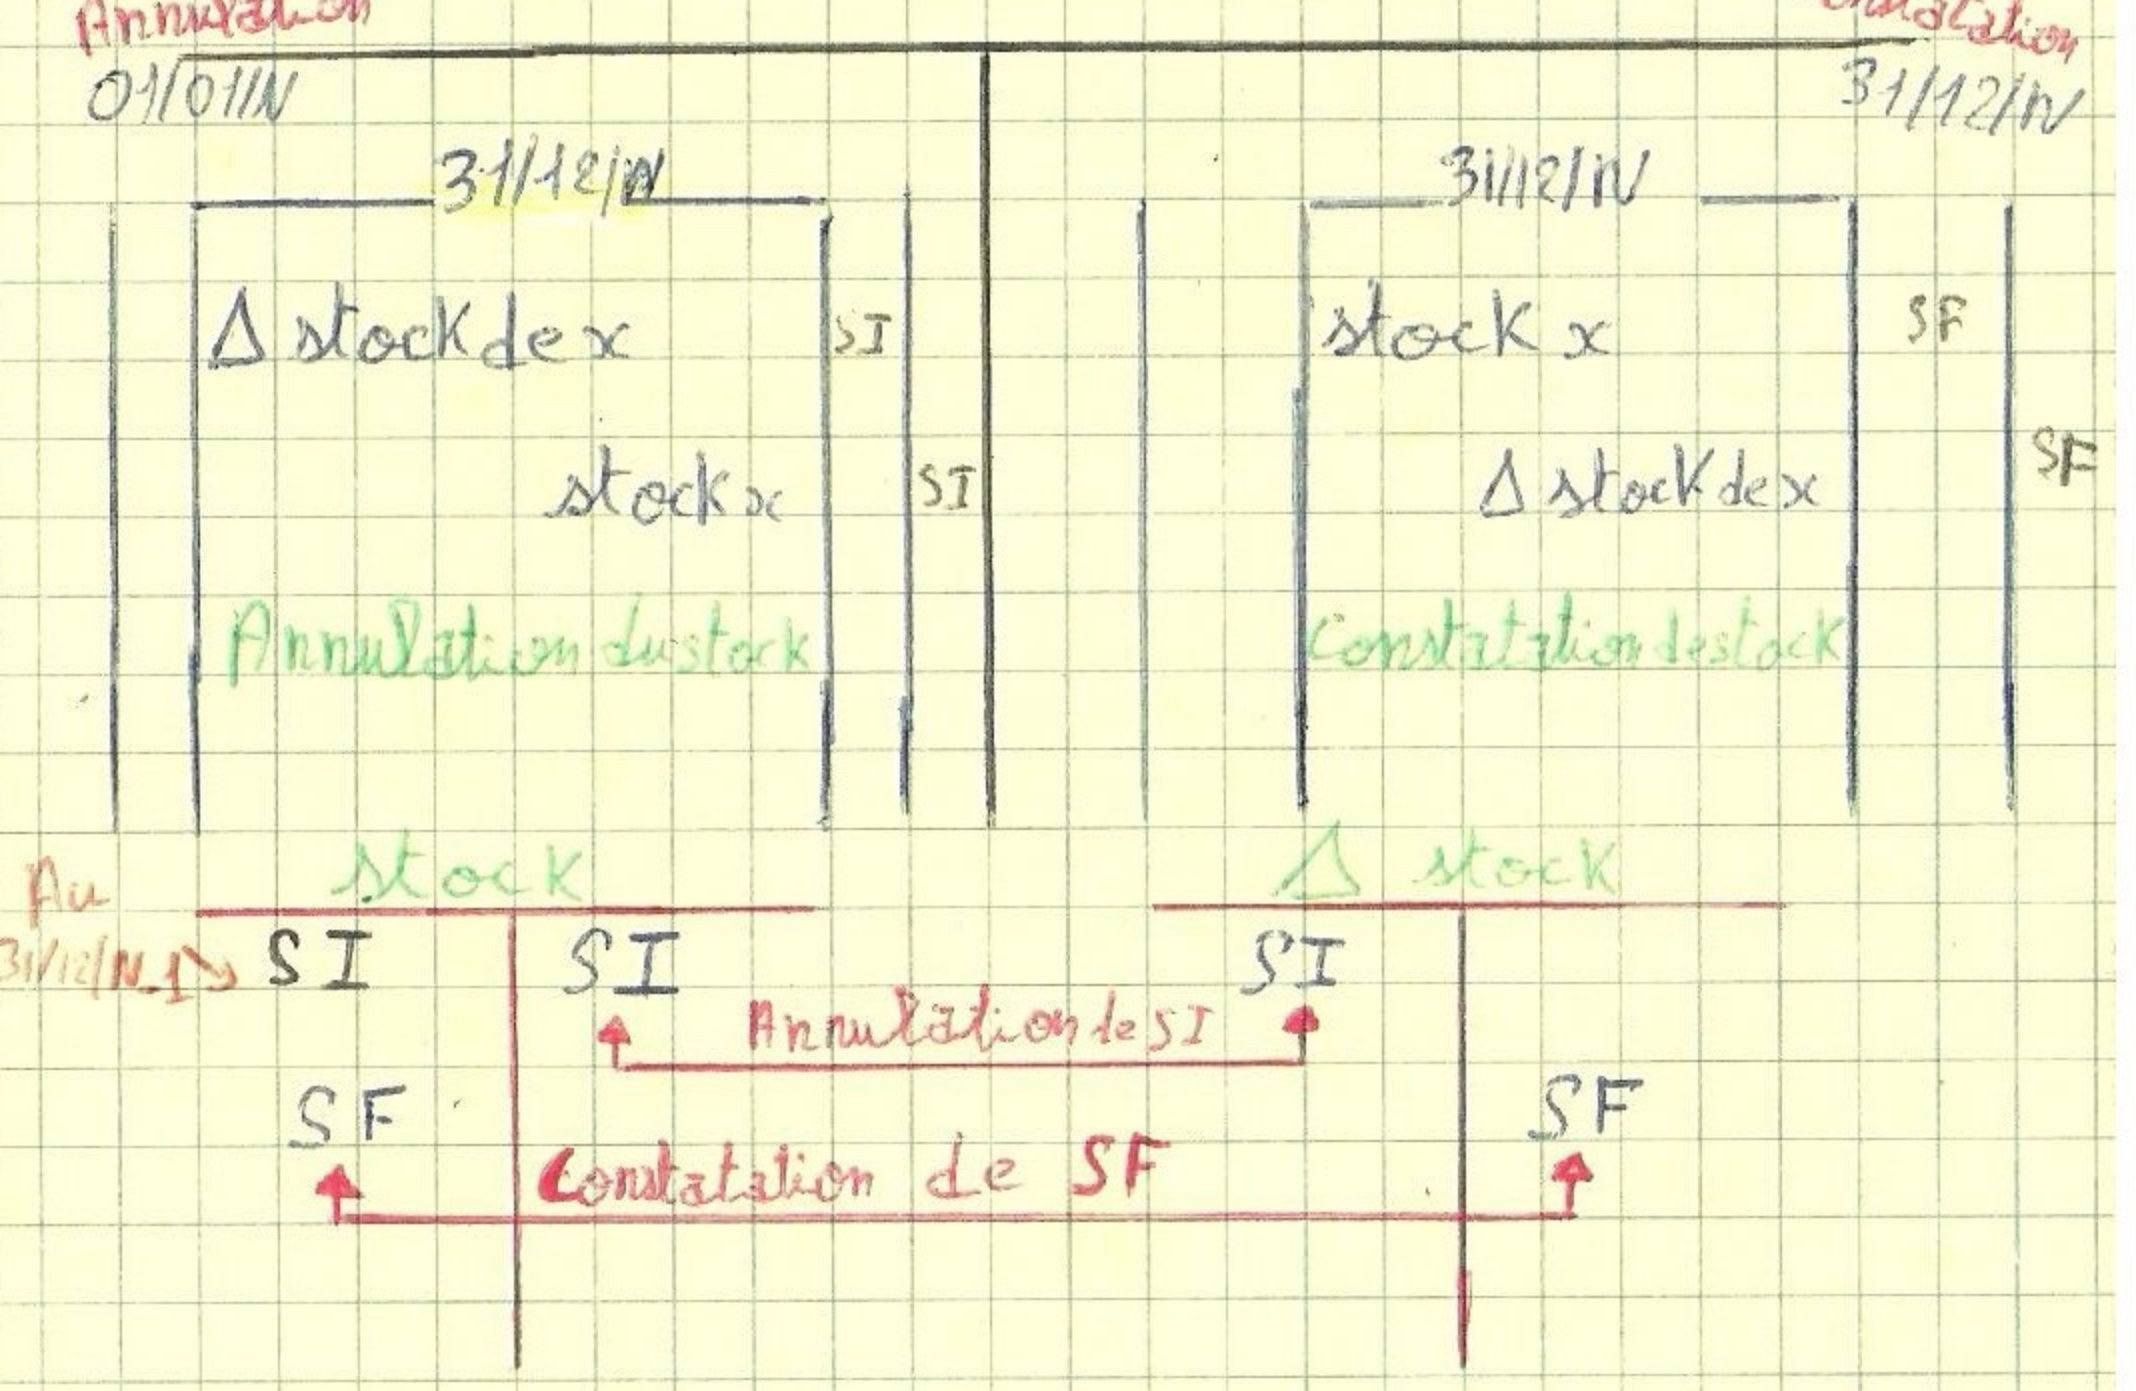 Annulation
01/01/N 31/12/N
31/12/N 31/12/N
Δ stock de x SI stock x SF
stock x SI Δ stock de x SF
Annulation du stock Constatation de stock
stock Δ stock
Au
31/12/N-1 SI SI SI
Annulation de SI
SF SF
Constatation de SF